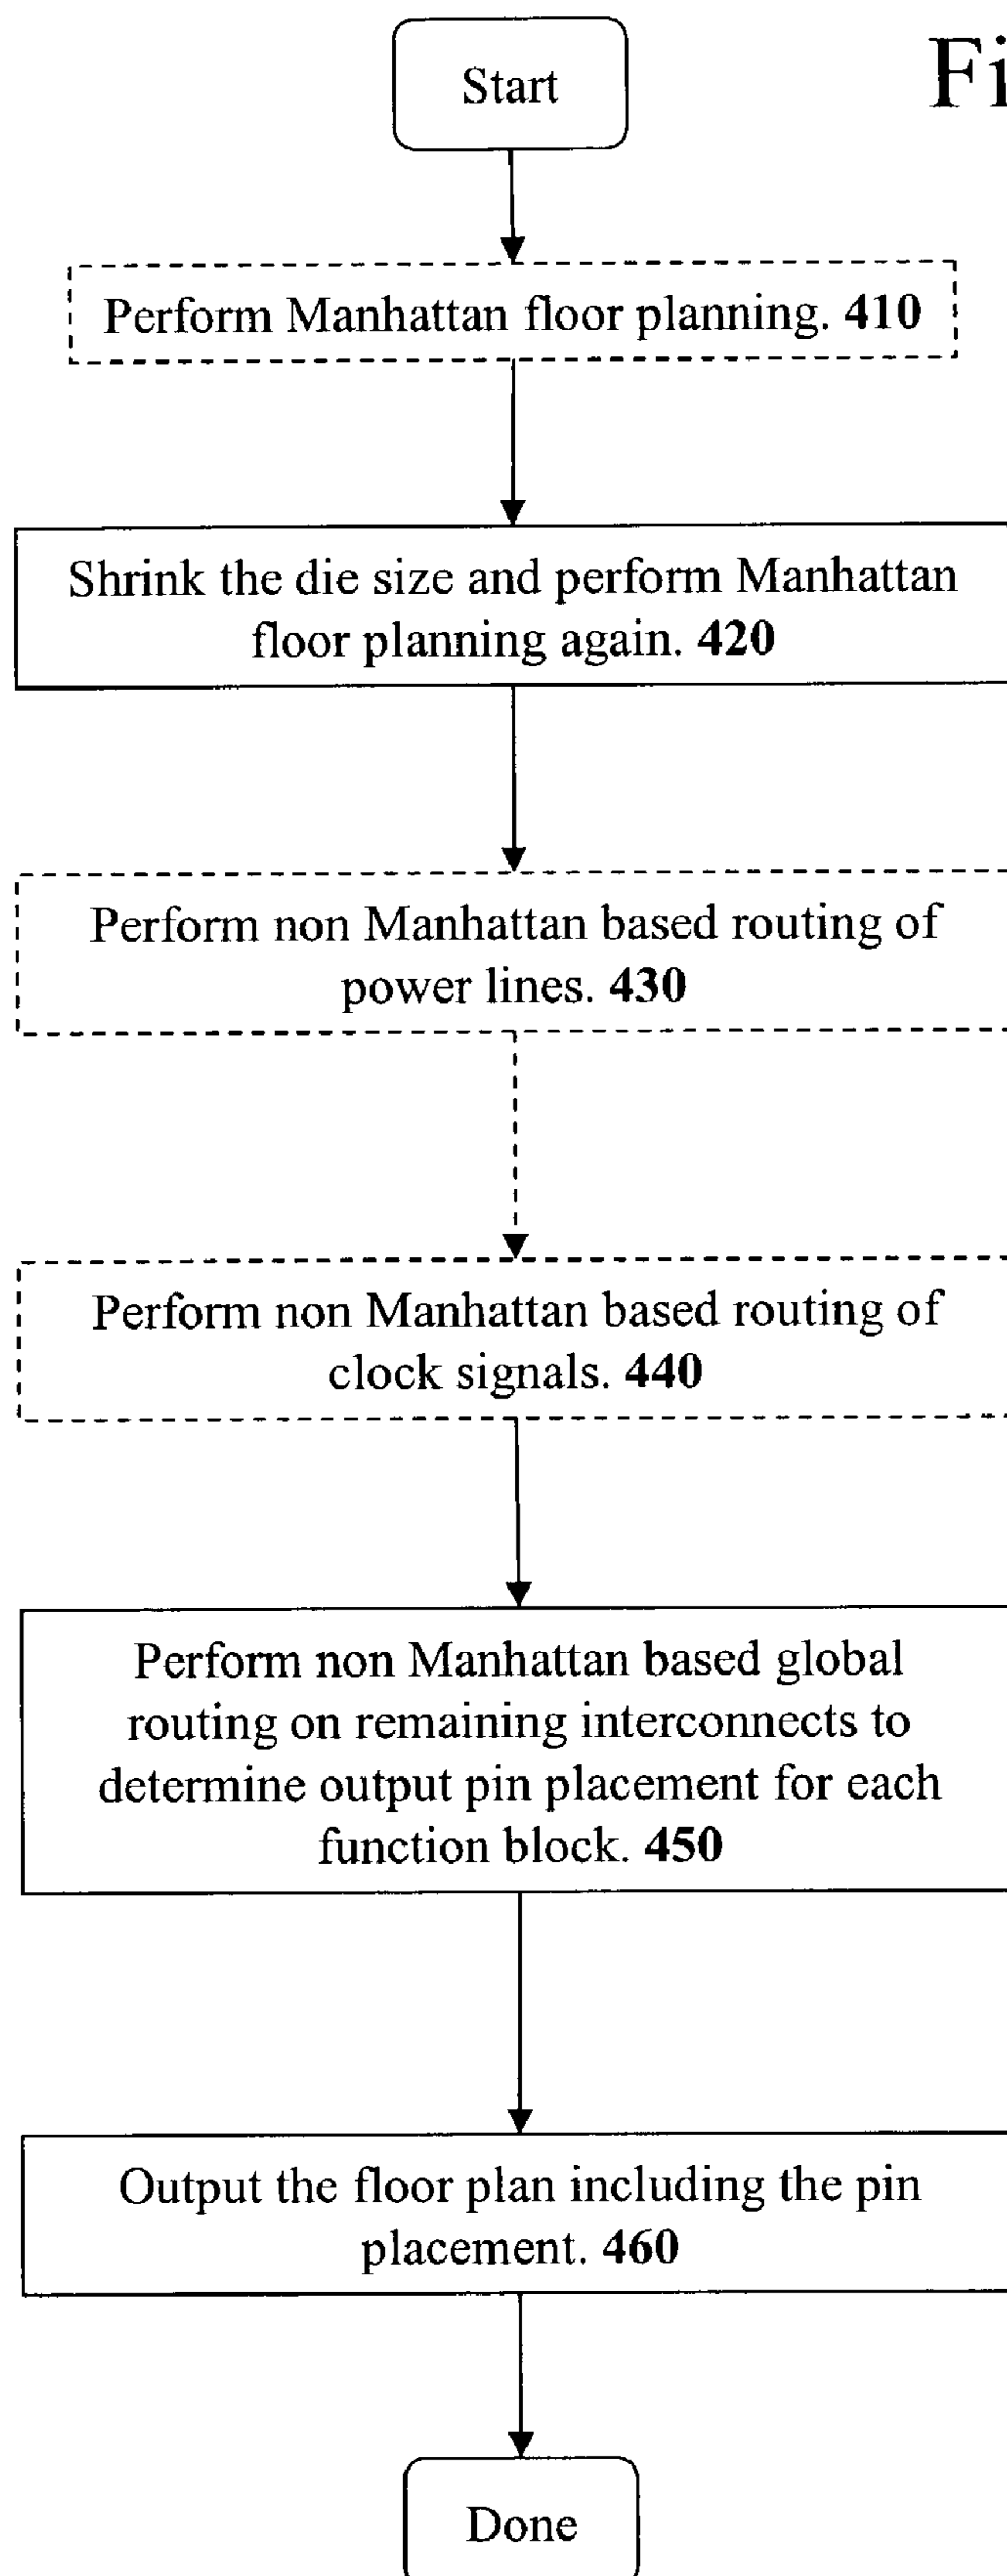 Fi
Start
Perform Manhattan floor planning. 410
Shrink the die size and perform Manhattan
floor planning again. 420
Perform non Manhattan based routing of
power lines. 430
Perform non Manhattan based routing of
clock signals. 440
Perform non Manhattan based global
routing on remaining interconnects to
determine output pin placement for each
function block. 450
Output the floor plan including the pin
placement. 460
Done